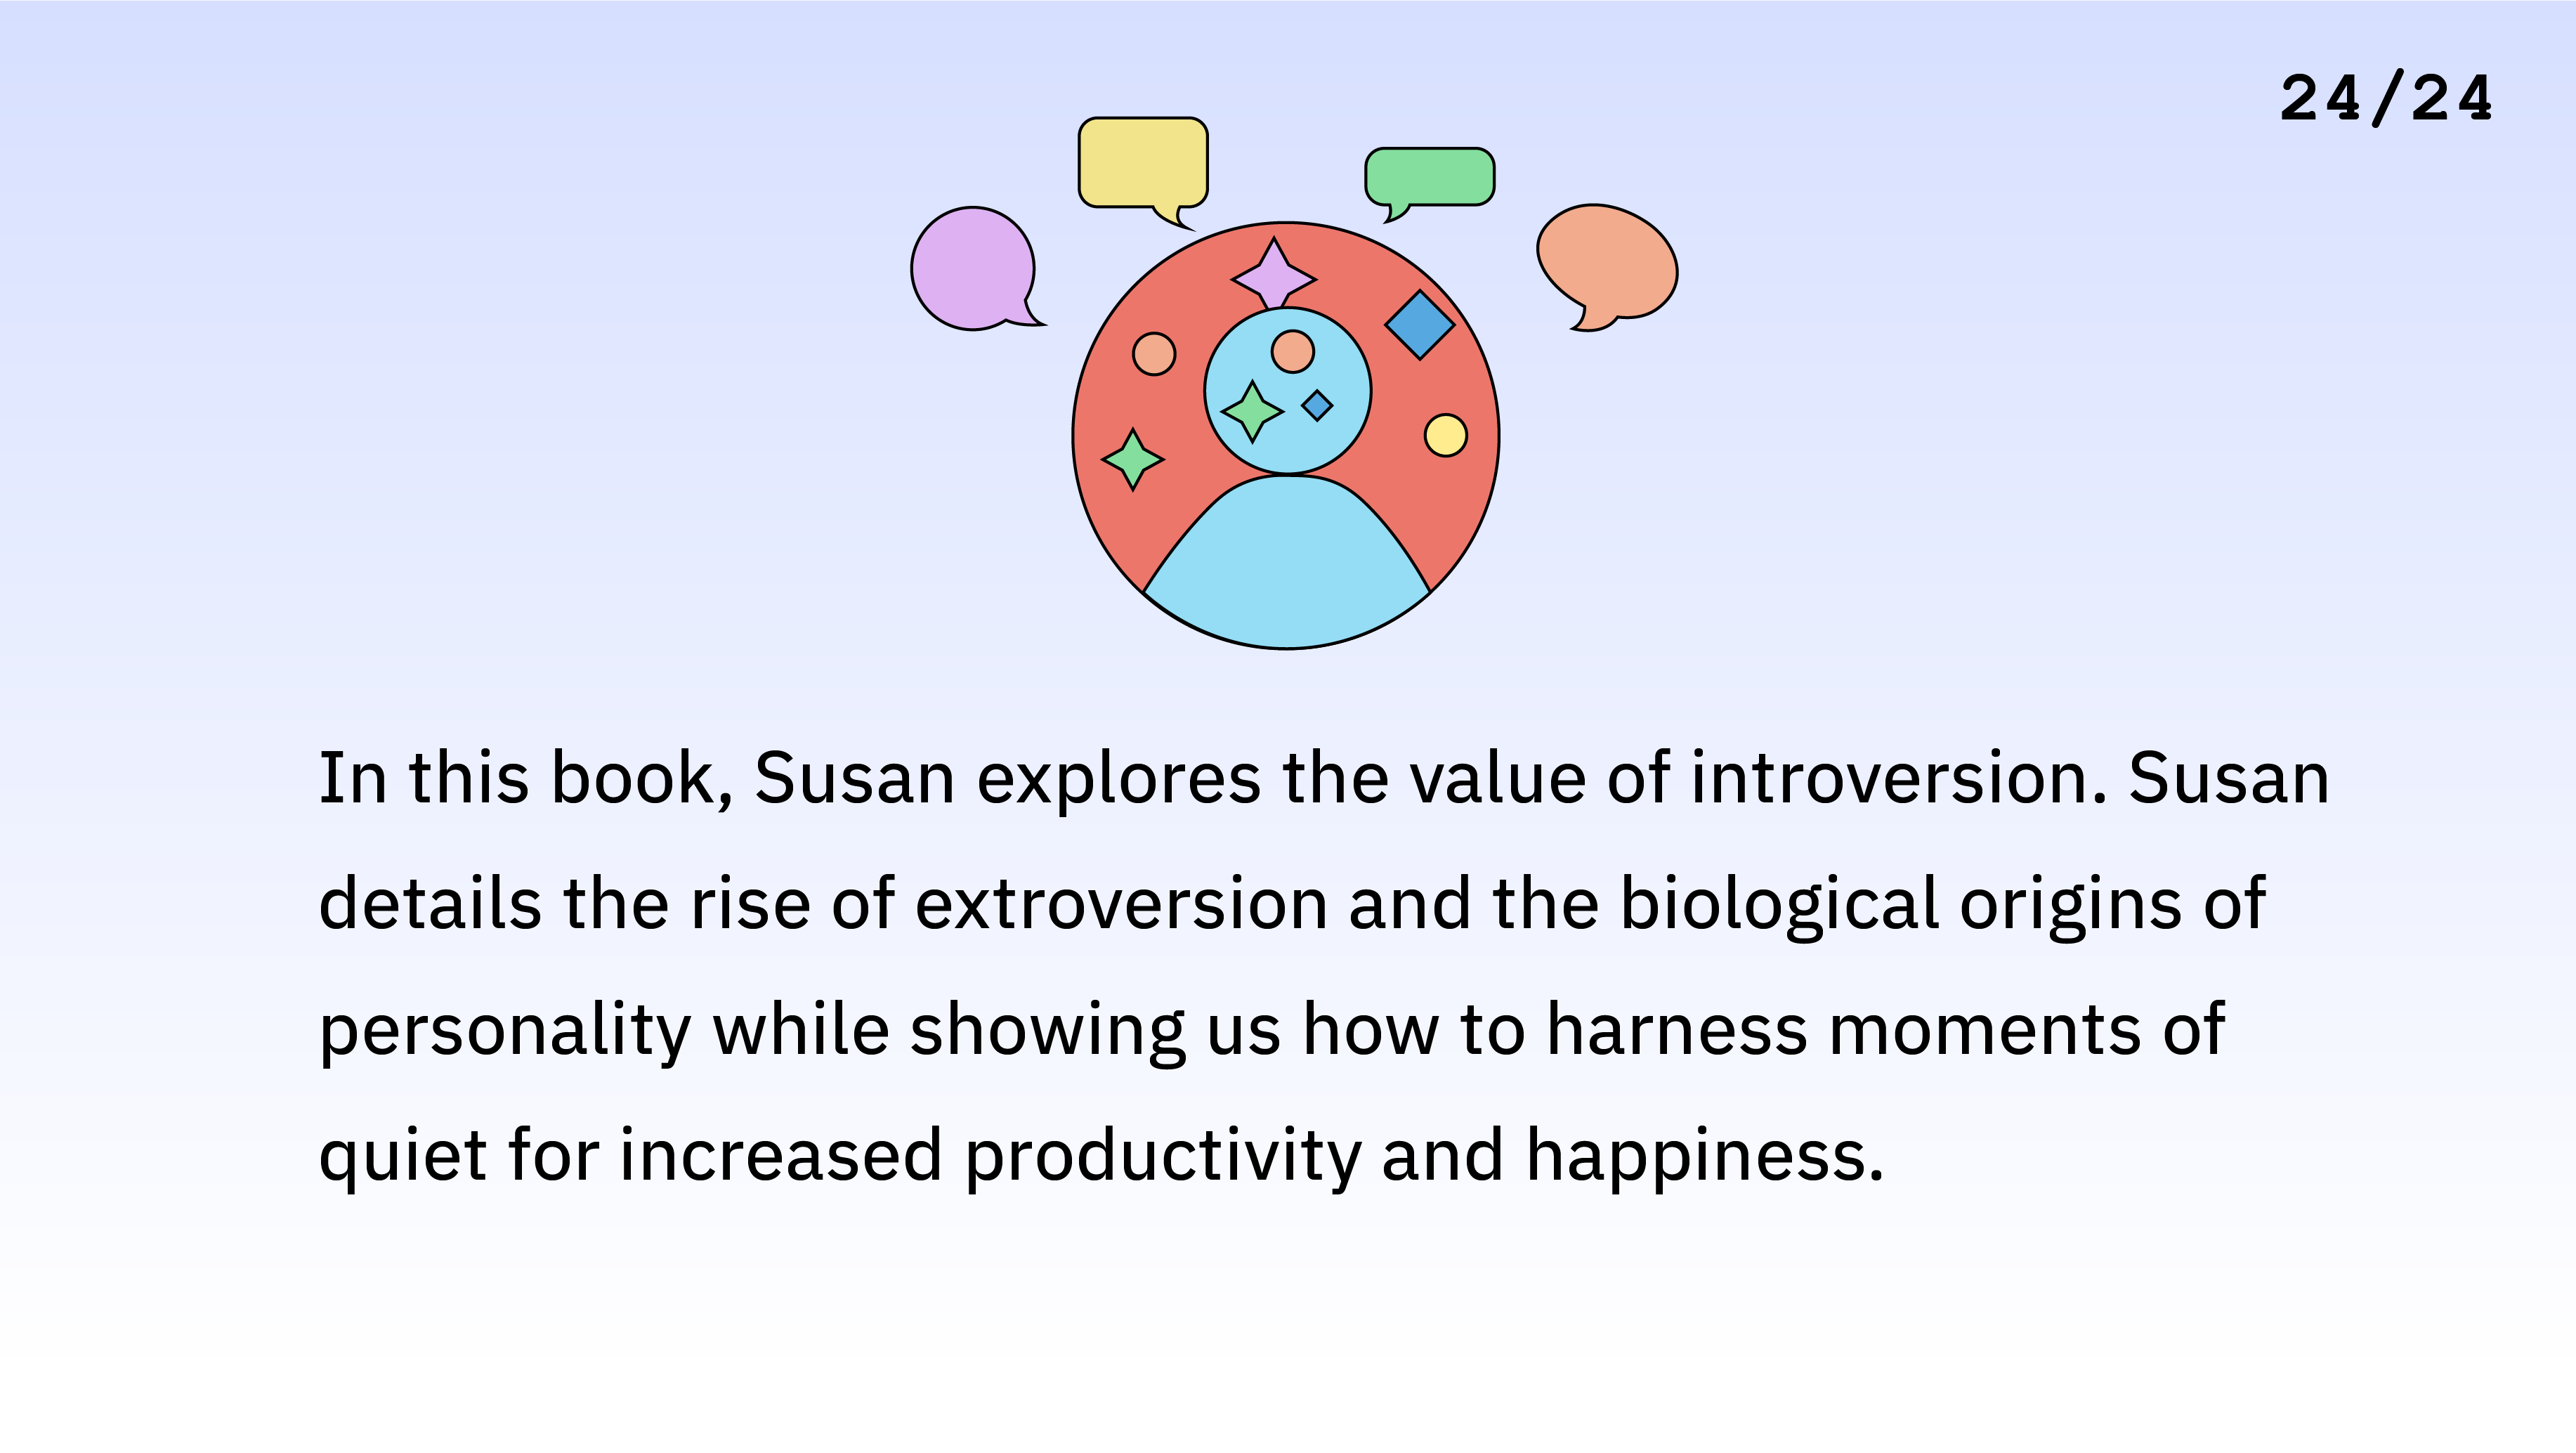 24/24
In this book, Susan explores the value of introversion. Susan
details the rise of extroversion and the biological origins of
personality while showing us how to harness moments of
quiet for increased productivity and happiness.